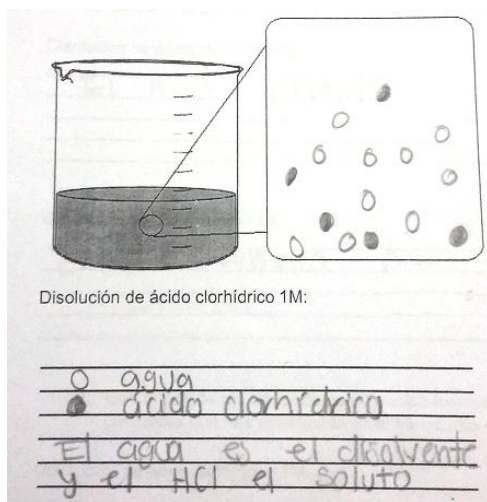 Disolución de ácido clorhídrico 1M:
agua
ácido clorhídrico
El agua es el disolvente
y el HCl el soluto